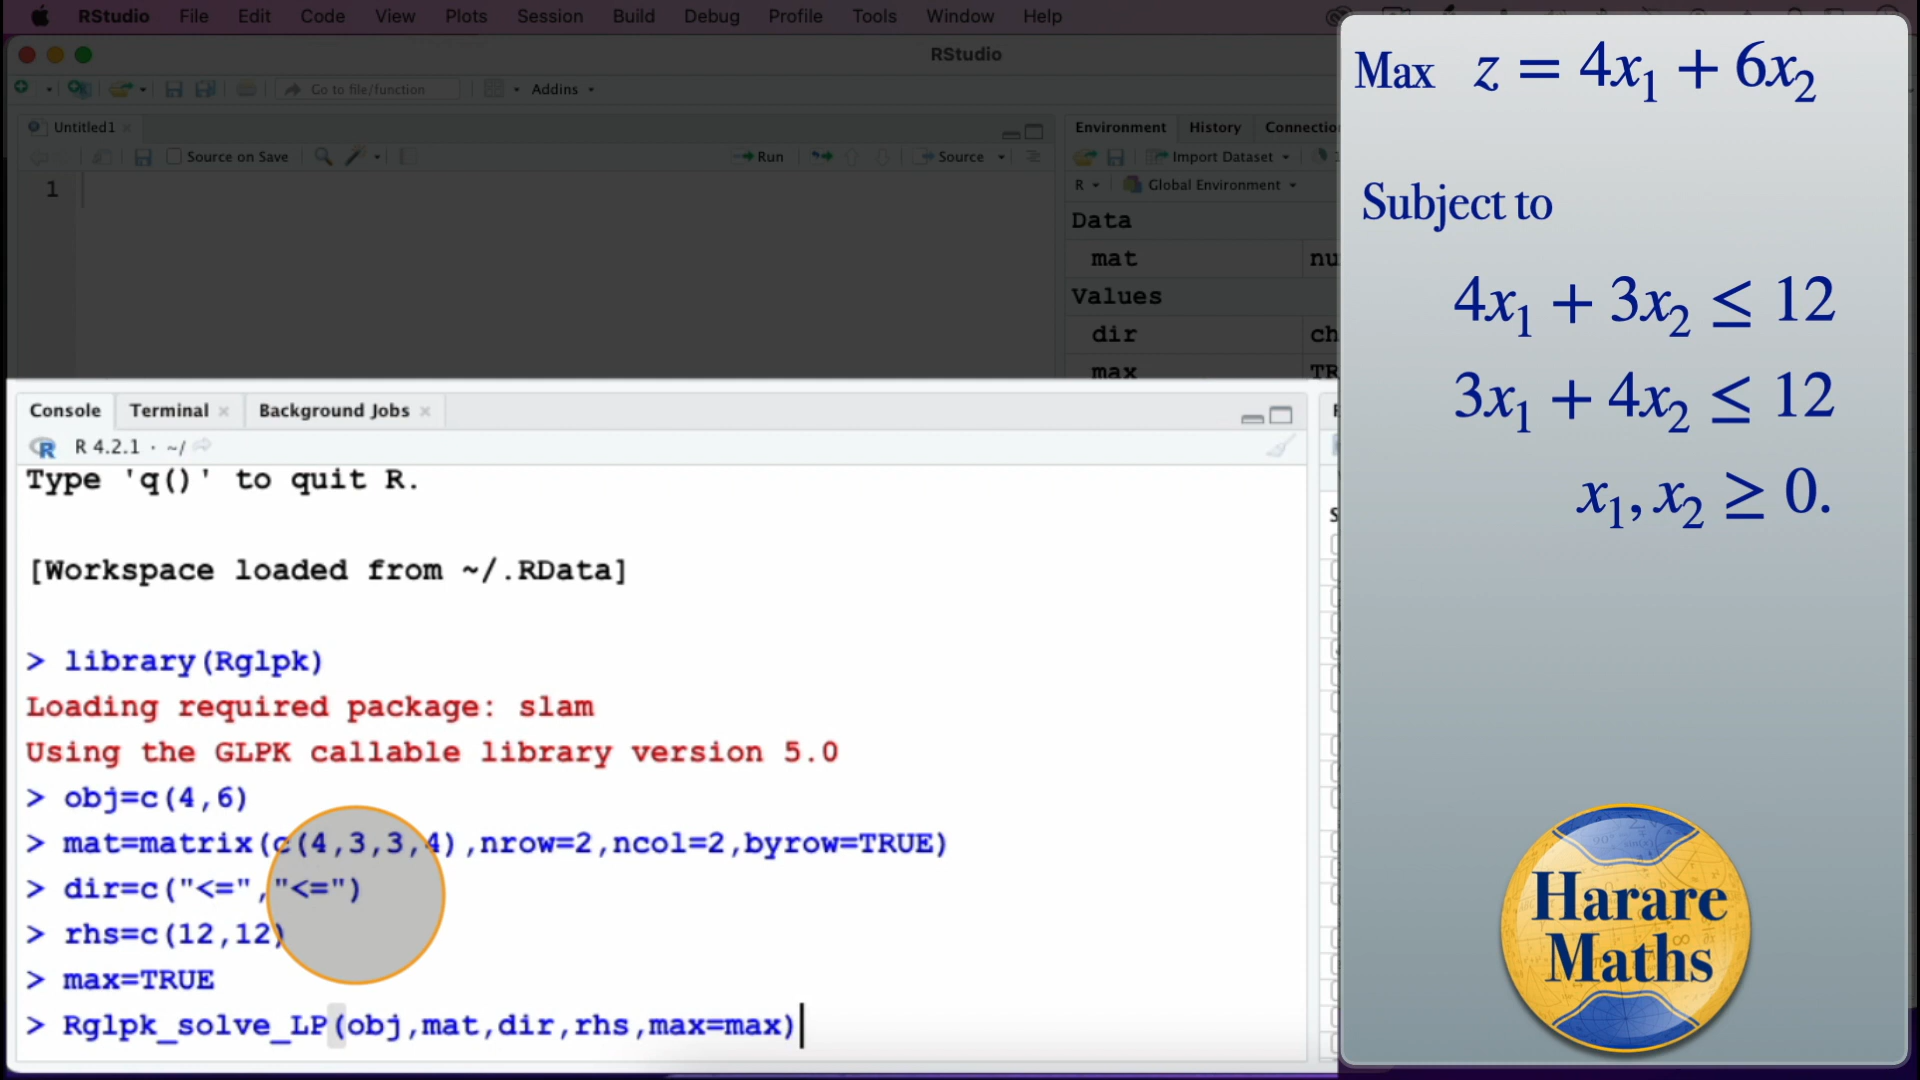 RStudio File Edit Code View Plots Session Build Debug Profile Tools Window Help
RStudio
Go to file/function Addins
Untitled1
Source on Save Run Source
1
Environment History Connectio
Import Dataset
R Global Environment
Data
mat nu
Values
dir ch
max TR
Console Terminal Background Jobs
R 4.2.1 · ~/
Type 'q()' to quit R.
[Workspace loaded from ~/.RData]
> library(Rglpk)
Loading required package: slam
Using the GLPK callable library version 5.0
> obj=c(4,6)
> mat=matrix(c(4,3,3,4),nrow=2,ncol=2,byrow=TRUE)
> dir=c("<=","<=")
> rhs=c(12,12)
> max=TRUE
> Rglpk_solve_LP(obj,mat,dir,rhs,max=max)
Max z = 4x₁ + 6x₂
Subject to
4x₁ + 3x₂ ≤ 12
3x₁ + 4x₂ ≤ 12
x₁, x₂ ≥ 0.
Harare
Maths